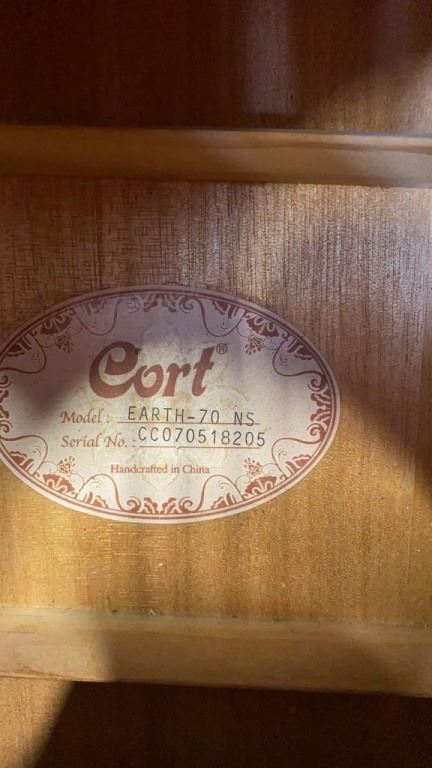 Cort®
Model : EARTH-70 NS
Serial No. : CC070518205
Handcrafted in China